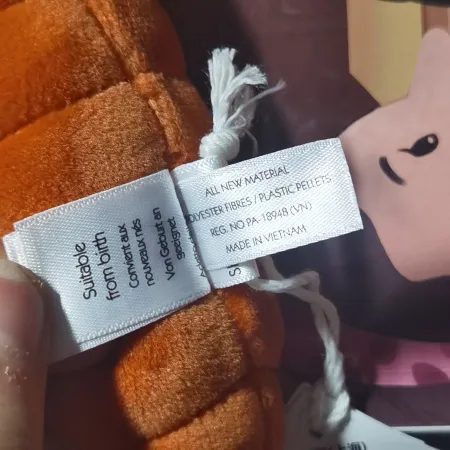 Suitable
from birth
Convient aux
nouveaux nés
Von Geburt an
geeignet
ALL NEW MATERIAL
POLYESTER FIBRES / PLASTIC PELLETS
REG. NO PA-18948 (VN)
MADE IN VIETNAM